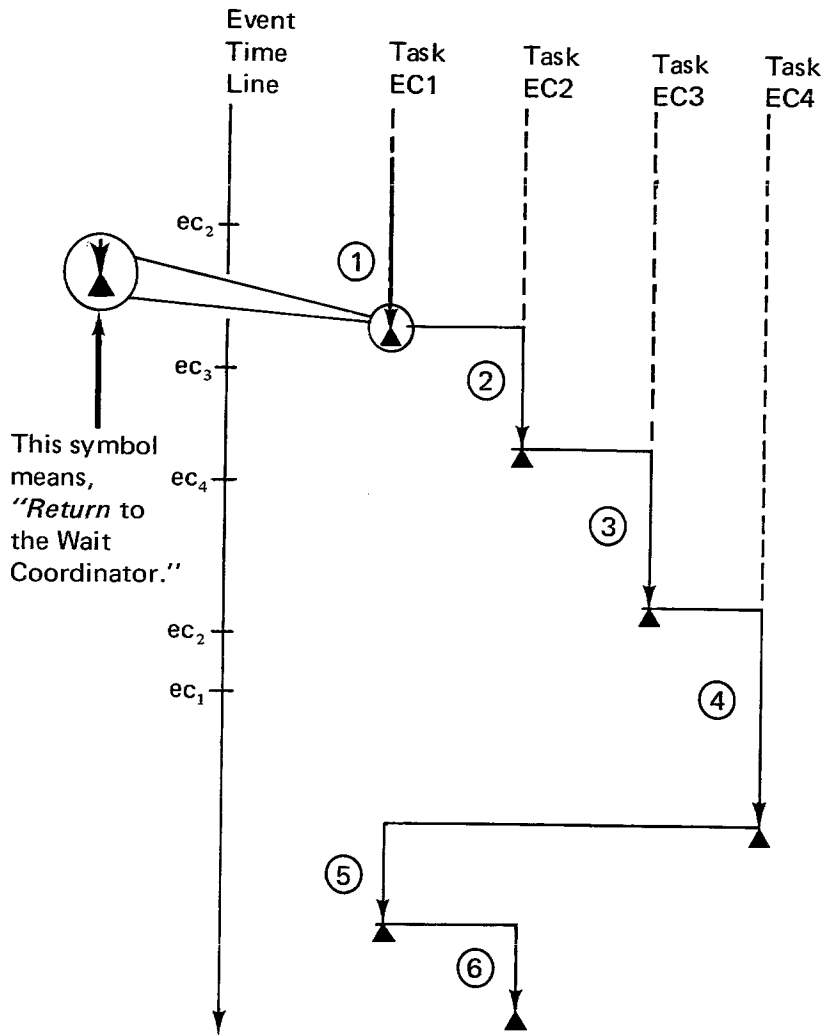 Event
Time
Line
Task
EC1
Task
EC2
Task
EC3
Task
EC4
ec₂
①
ec₃
②
This symbol
means,
"Return to
the Wait
Coordinator."
ec₄
③
ec₂
ec₁
④
⑤
⑥